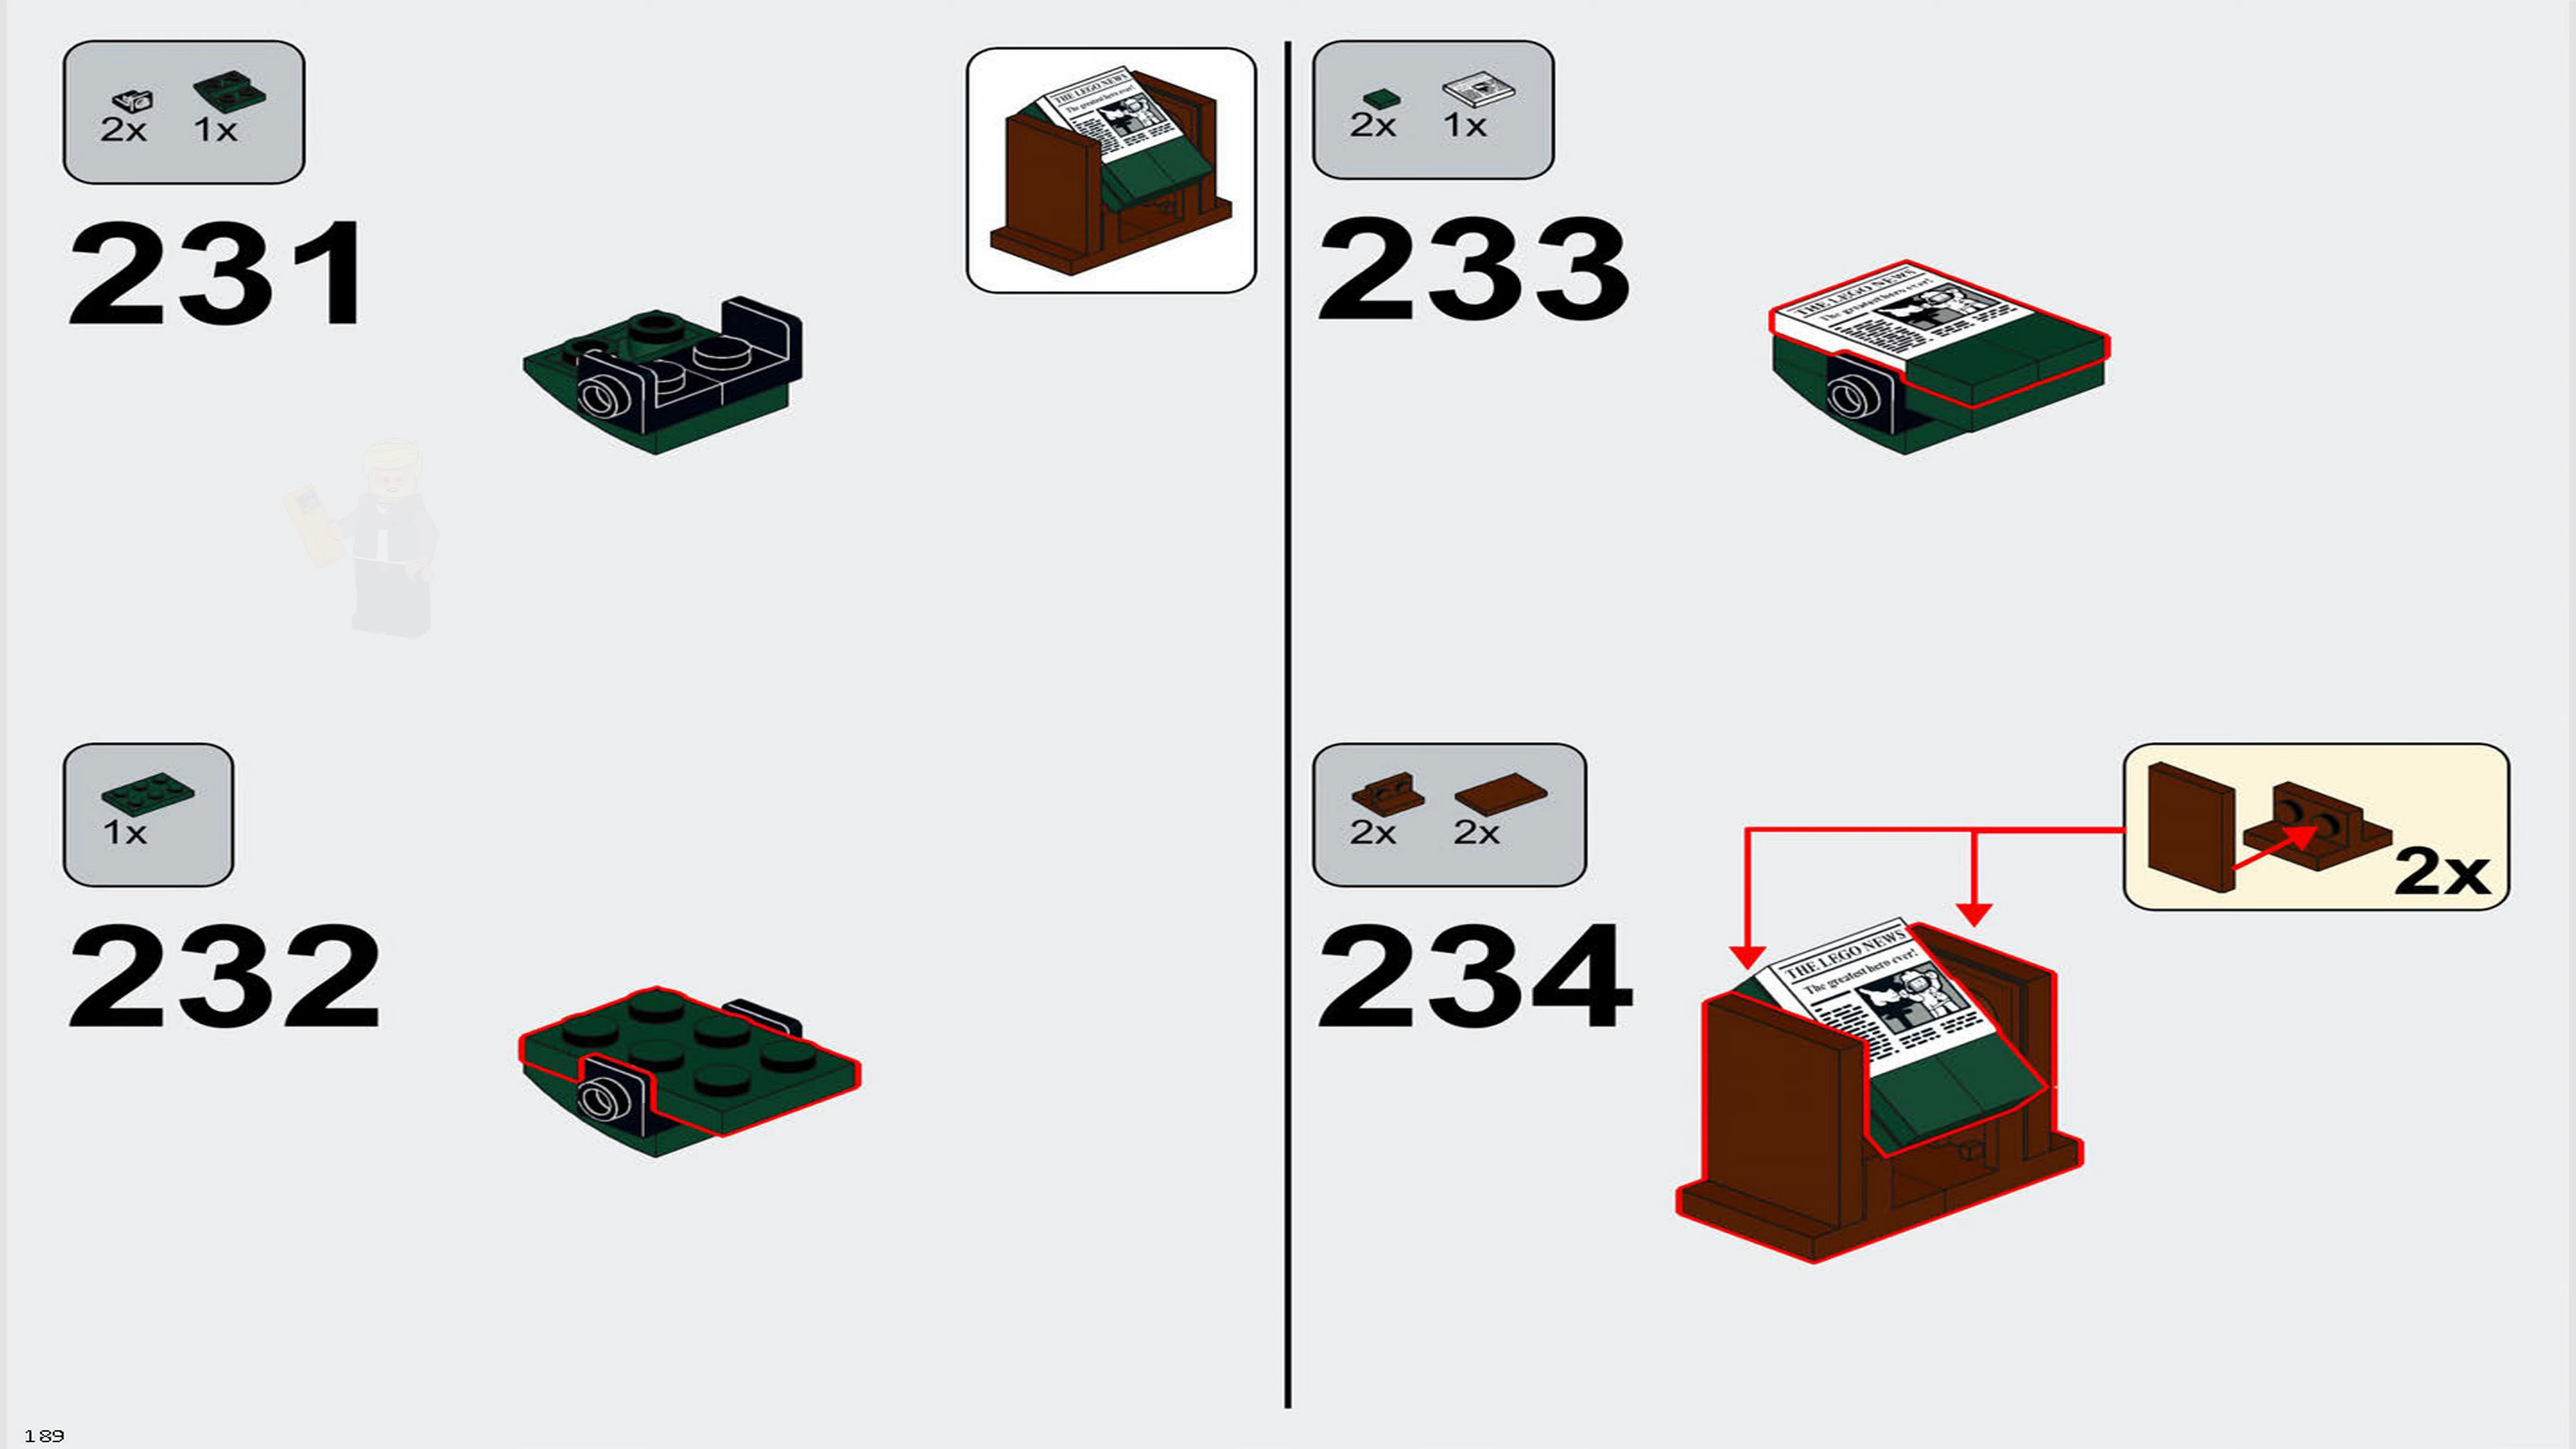 2x 1x
231
THE LEGO NEWS
The greatest hero ever!
1x
232
2x 1x
233
THE LEGO NEWS
The greatest hero ever!
2x 2x
234
2x
THE LEGO NEWS
The greatest hero ever!
189